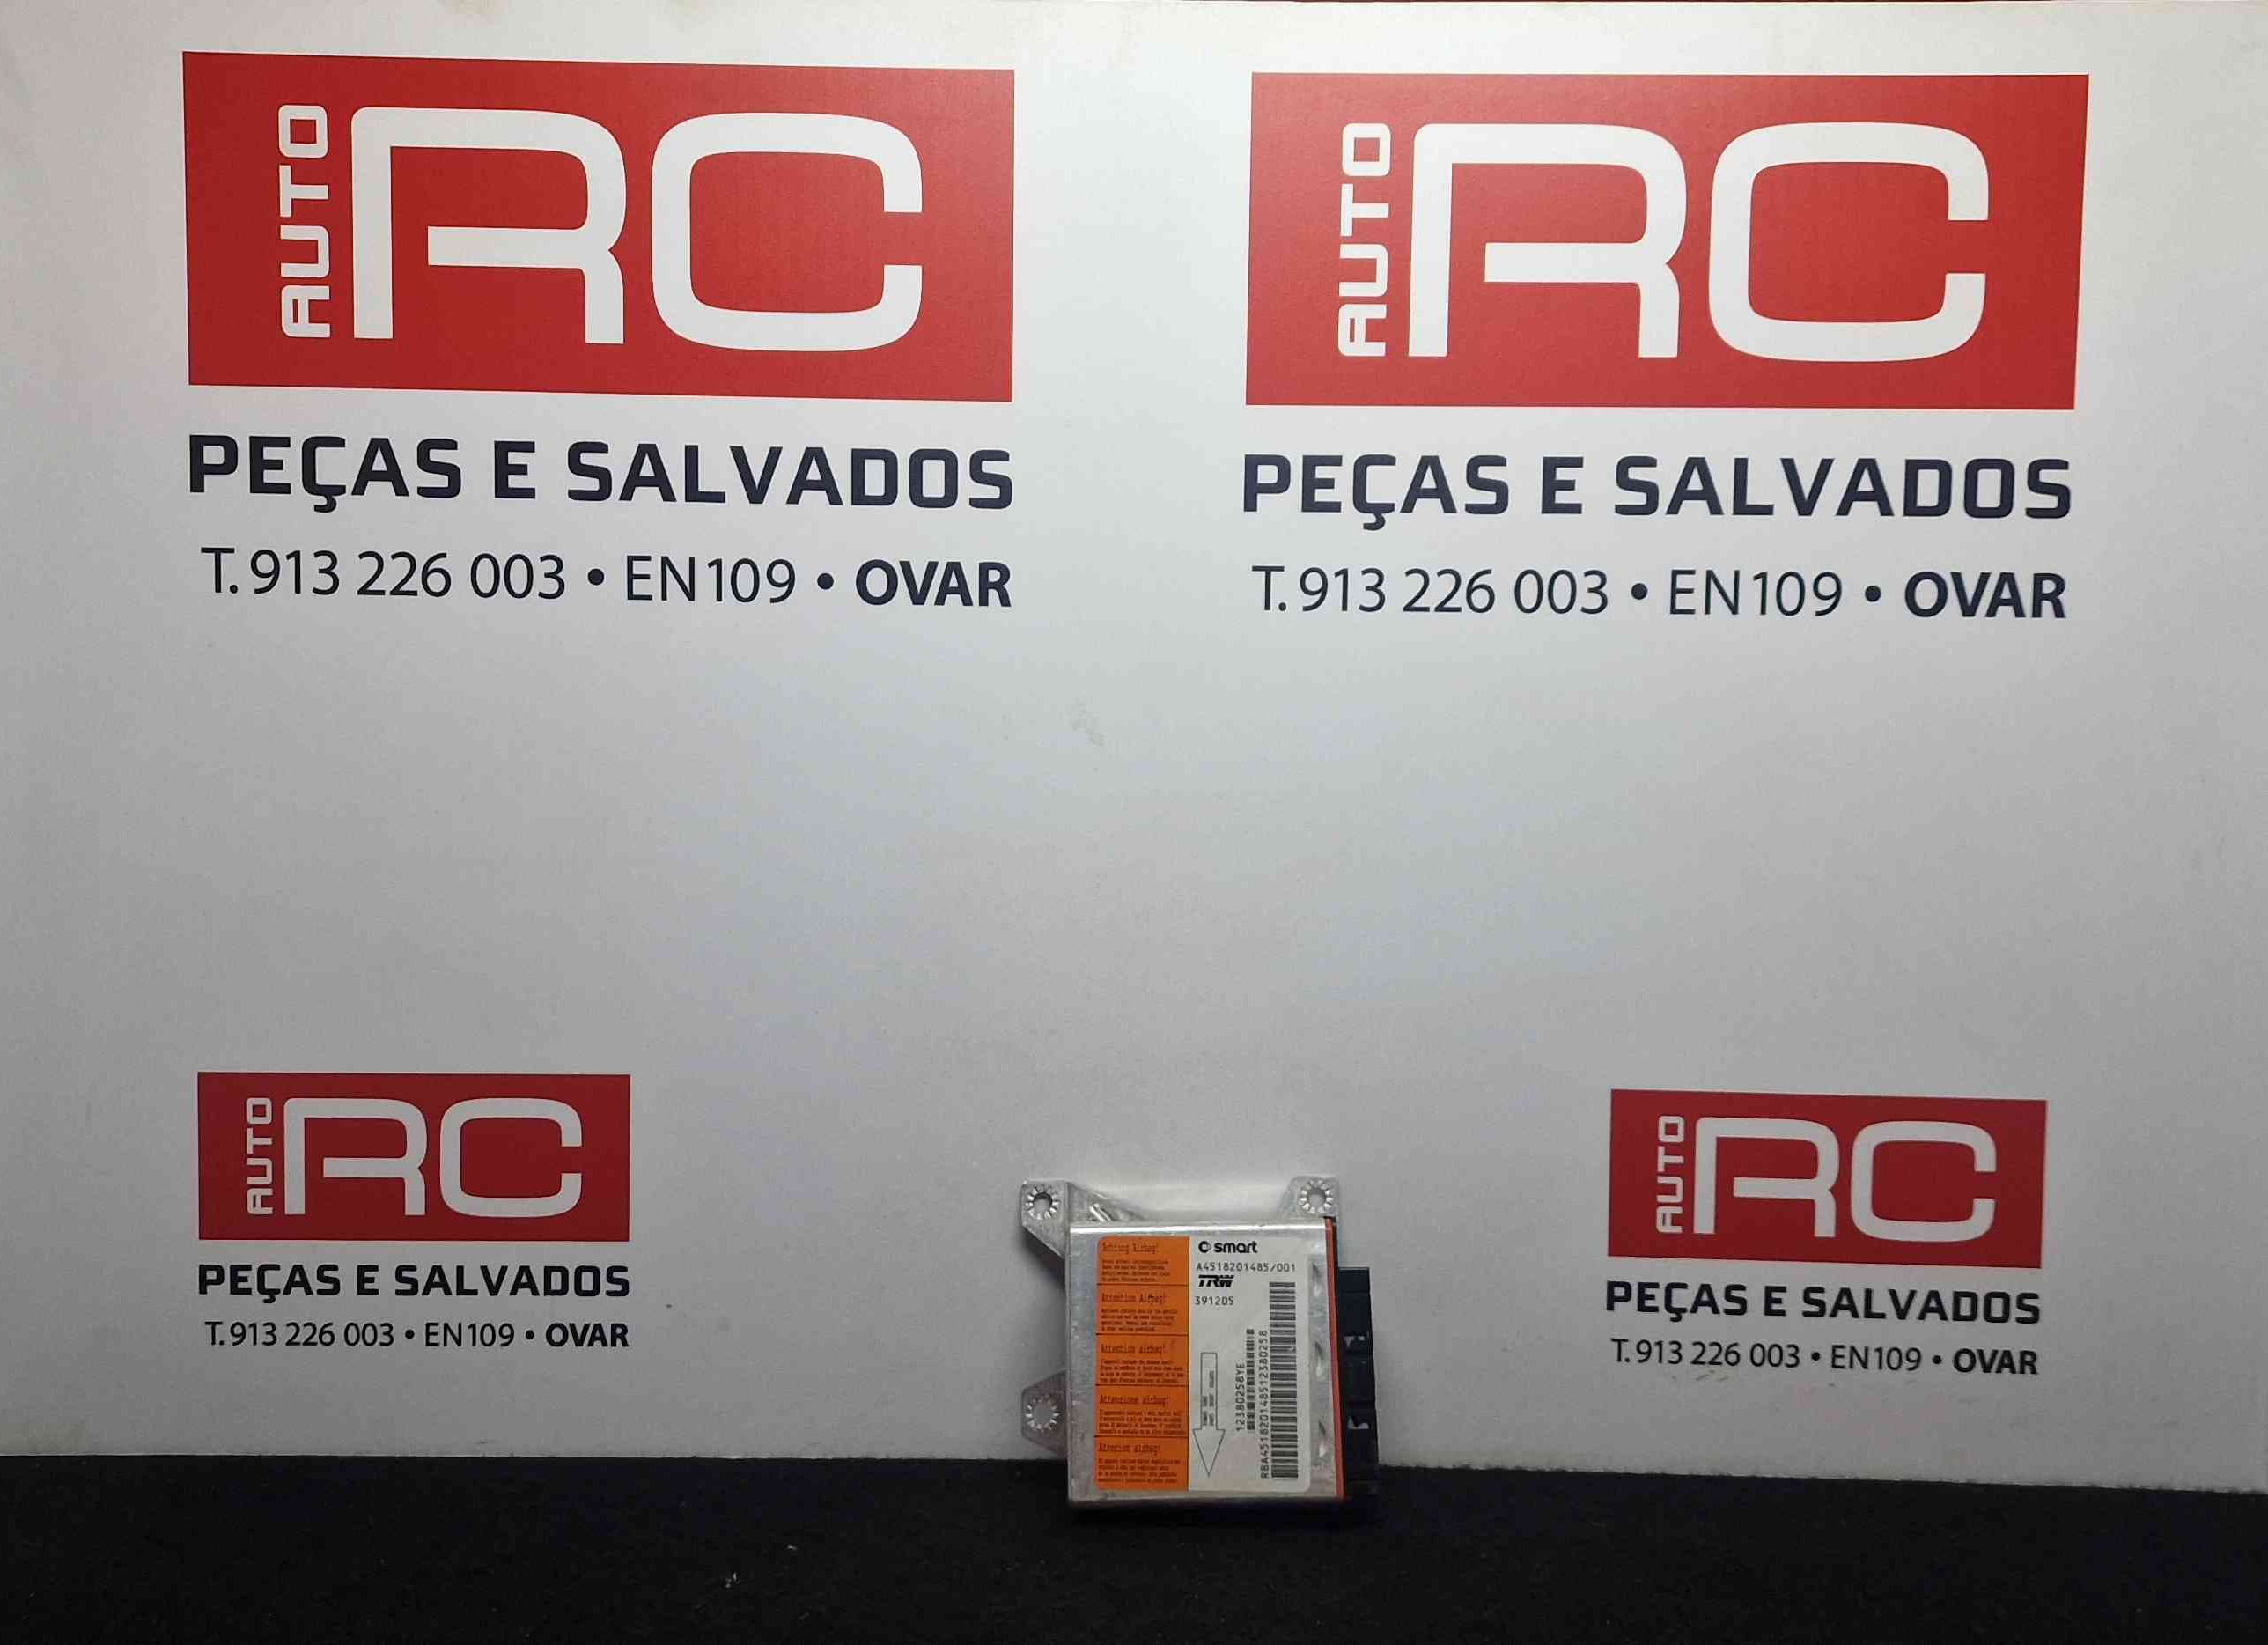 AUTO RC
PEÇAS E SALVADOS
T. 913 226 003 • EN109 • OVAR
AUTO RC
PEÇAS E SALVADOS
T. 913 226 003 • EN109 • OVAR
AUTO RC
PEÇAS E SALVADOS
T. 913 226 003 • EN109 • OVAR
Achtung Airbag!
Attention Airbag!
Attention airbag!
Attenzione airbag!
Atencion airbag!
smart
A4518201485/001
TRW
391205
12380258YE
RBA451820148512380258
AUTO RC
PEÇAS E SALVADOS
T. 913 226 003 • EN109 • OVAR